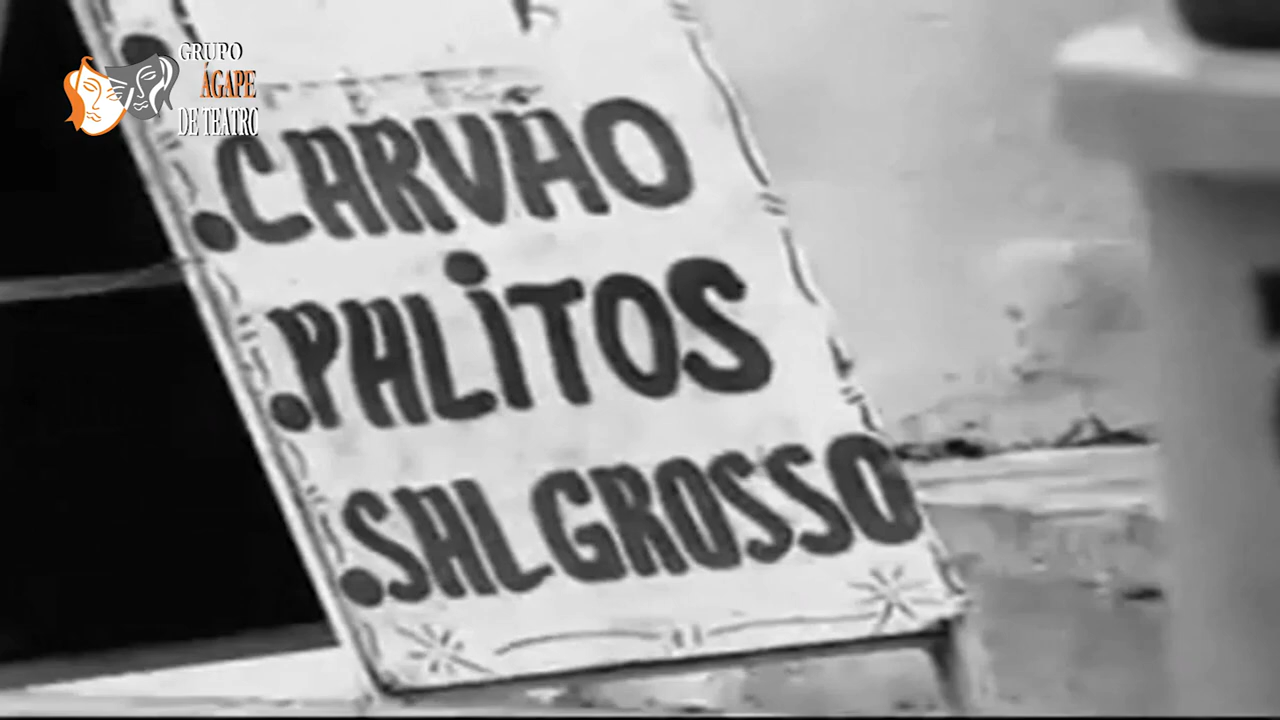 GRUPO
ÁGAPE
DE TEATRO
.CARVÃO
.PALiTOS
.SAL GROSSO